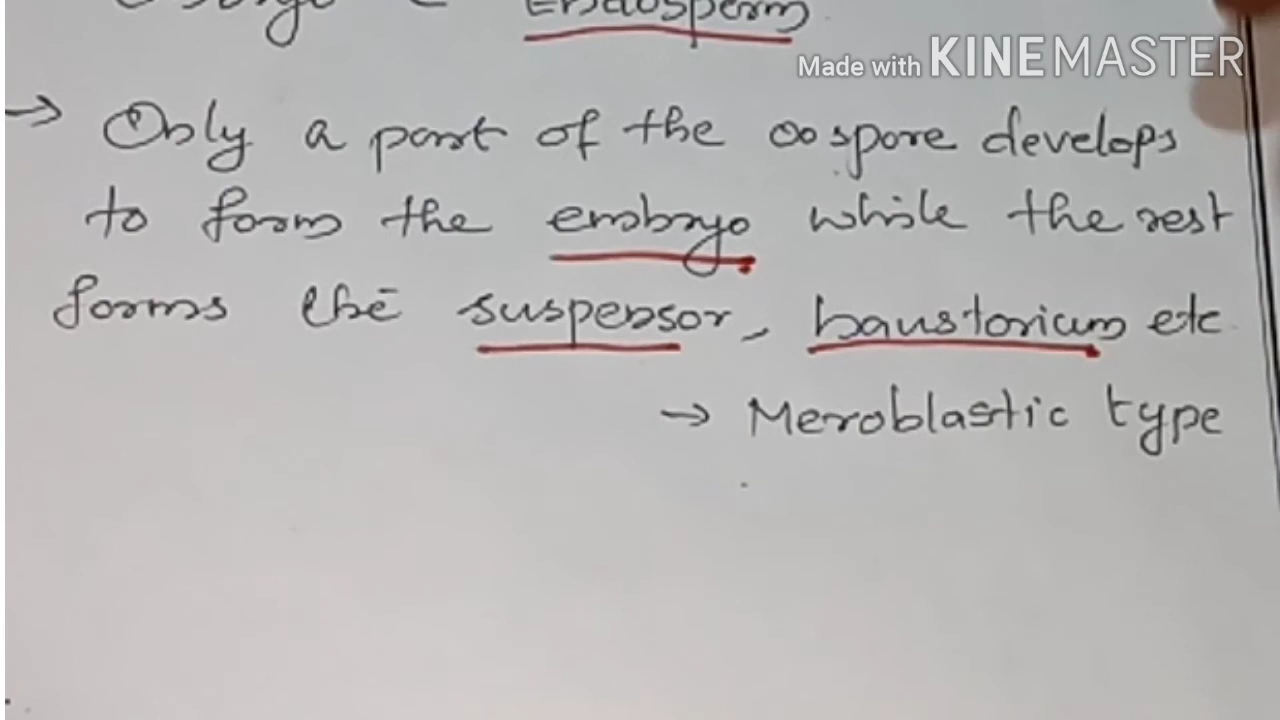 Endosperm
Made with KINEMASTER
→ Only a part of the oospore develops
to form the embryo while the rest
forms the suspensor, haustorium etc
→ Meroblastic type